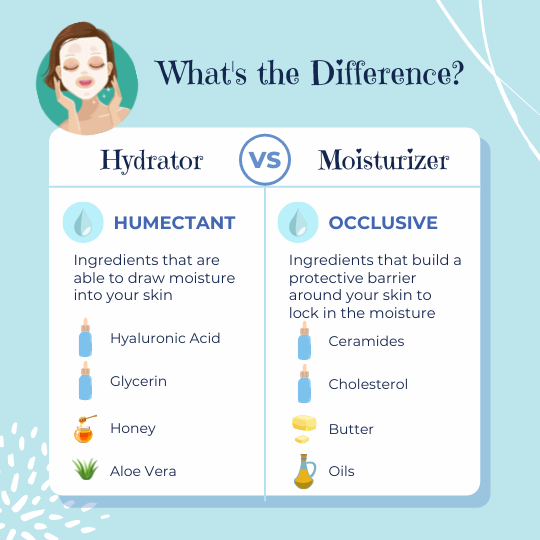 What's the Difference?
Hydrator
VS
Moisturizer
HUMECTANT
Ingredients that are
able to draw moisture
into your skin
Hyaluronic Acid
Glycerin
Honey
Aloe Vera
OCCLUSIVE
Ingredients that build a
protective barrier
around your skin to
lock in the moisture
Ceramides
Cholesterol
Butter
Oils